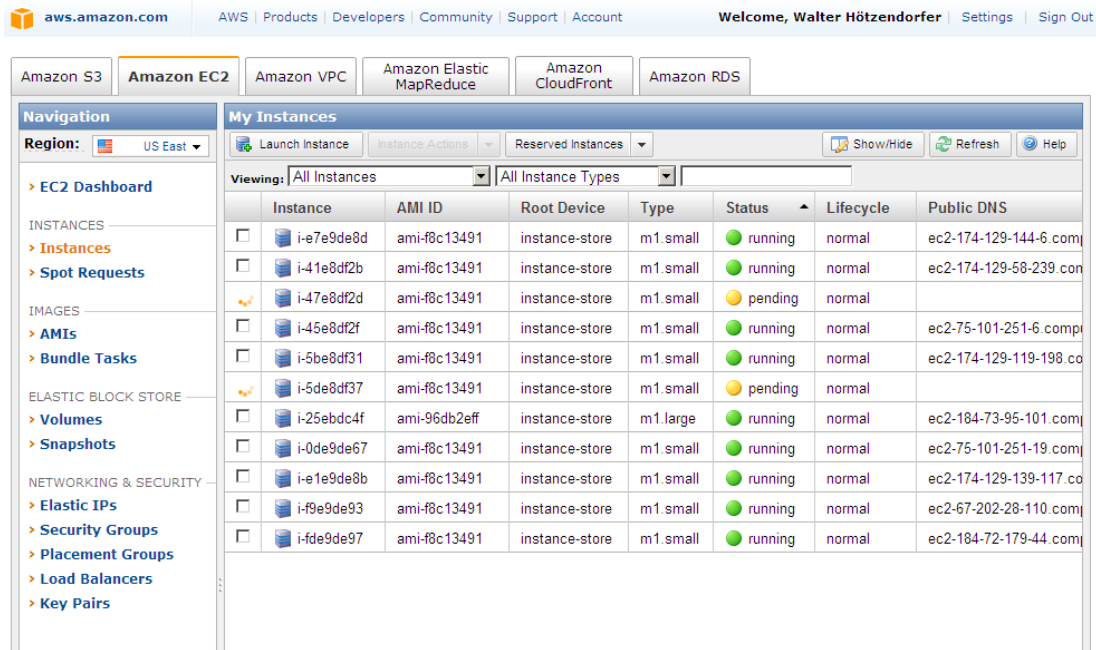 aws.amazon.com AWS | Products | Developers | Community | Support | Account Welcome, Walter Hötzendorfer | Settings | Sign Out
Amazon S3 Amazon EC2 Amazon VPC Amazon Elastic MapReduce Amazon CloudFront Amazon RDS
Navigation
Region: US East
> EC2 Dashboard
INSTANCES
> Instances
> Spot Requests
IMAGES
> AMIs
> Bundle Tasks
ELASTIC BLOCK STORE
> Volumes
> Snapshots
NETWORKING & SECURITY
> Elastic IPs
> Security Groups
> Placement Groups
> Load Balancers
> Key Pairs
My Instances
Launch Instance Instance Actions Reserved Instances Show/Hide Refresh Help
Viewing: All Instances All Instance Types
Instance AMI ID Root Device Type Status Lifecycle Public DNS
i-e7e9de8d ami-f8c13491 instance-store m1.small running normal ec2-174-129-144-6.comp
i-41e8df2b ami-f8c13491 instance-store m1.small running normal ec2-174-129-58-239.con
i-47e8df2d ami-f8c13491 instance-store m1.small pending normal
i-45e8df2f ami-f8c13491 instance-store m1.small running normal ec2-75-101-251-6.compu
i-5be8df31 ami-f8c13491 instance-store m1.small running normal ec2-174-129-119-198.co
i-5de8df37 ami-f8c13491 instance-store m1.small pending normal
i-25ebdc4f ami-96db2eff instance-store m1.large running normal ec2-184-73-95-101.comp
i-0de9de67 ami-f8c13491 instance-store m1.small running normal ec2-75-101-251-19.comp
i-e1e9de8b ami-f8c13491 instance-store m1.small running normal ec2-174-129-139-117.co
i-f9e9de93 ami-f8c13491 instance-store m1.small running normal ec2-67-202-28-110.comp
i-fde9de97 ami-f8c13491 instance-store m1.small running normal ec2-184-72-179-44.comp